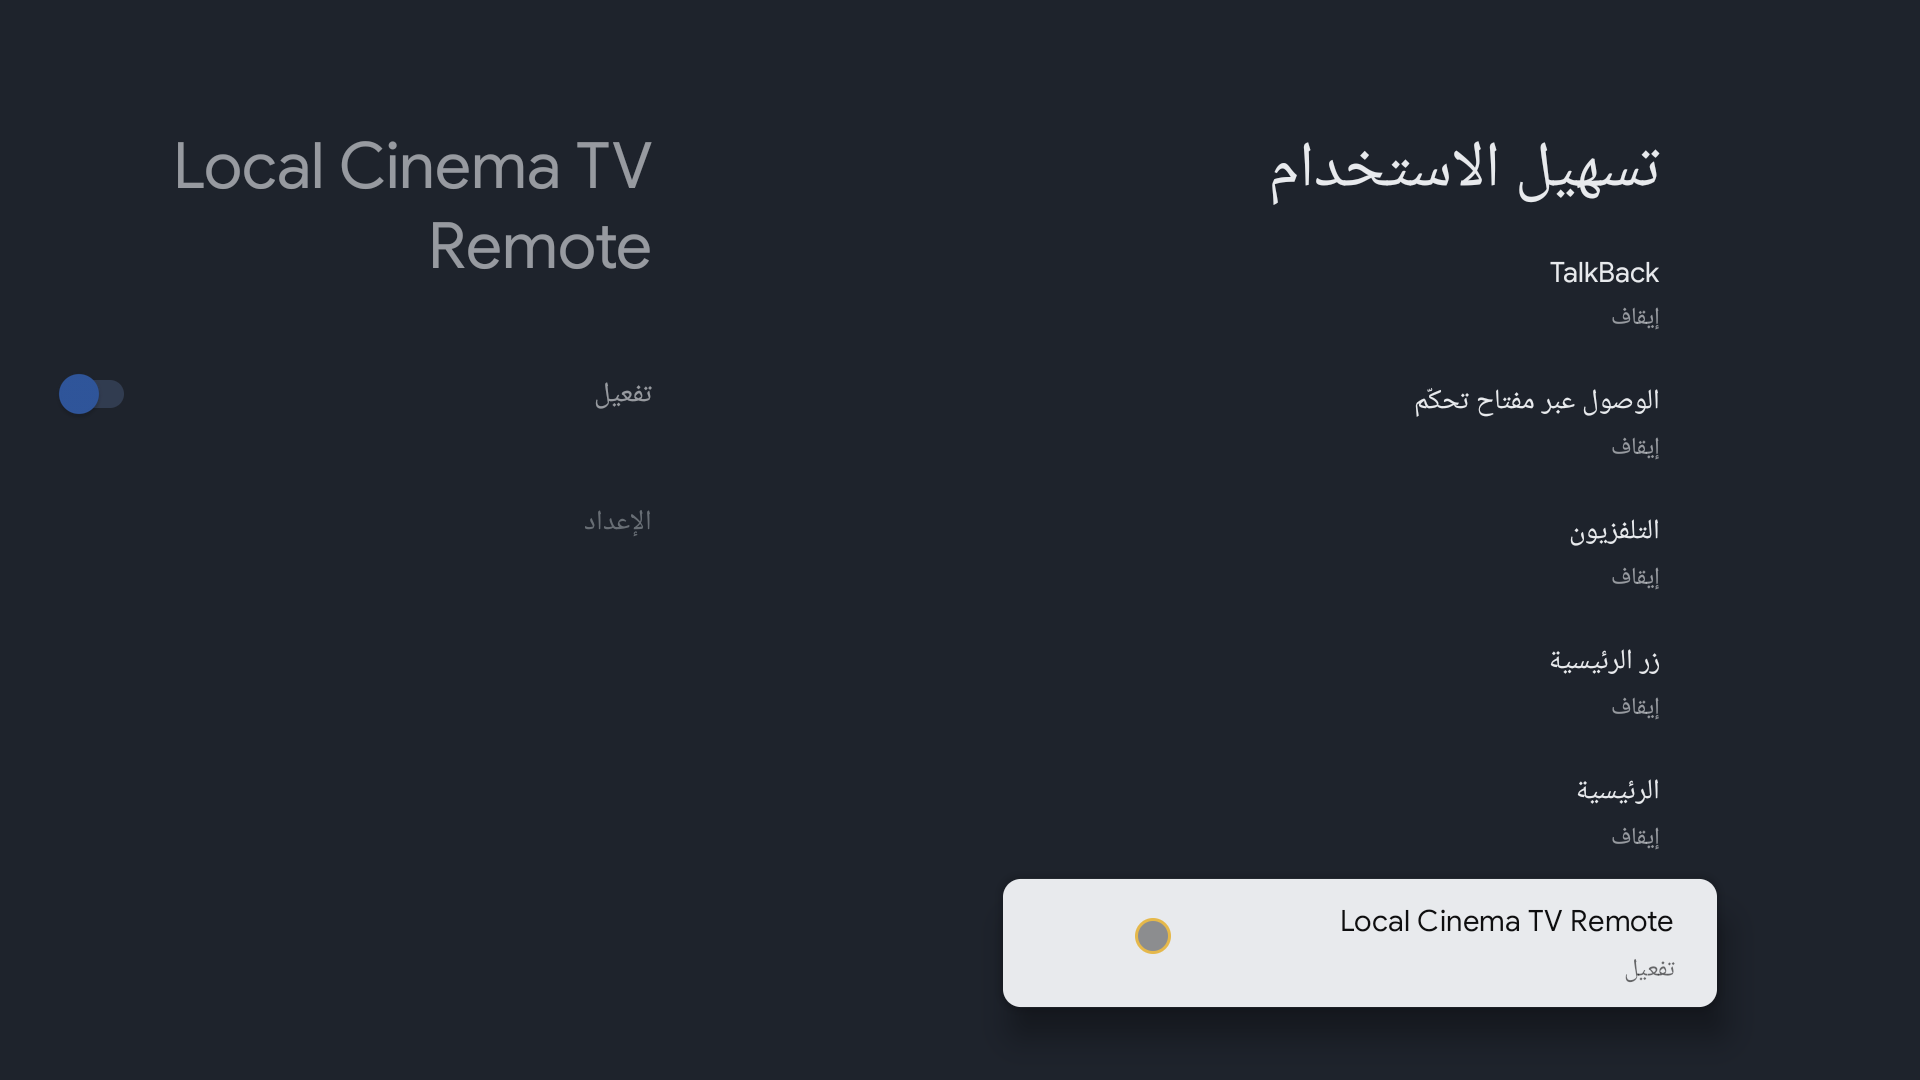 تسهيل الاستخدام
TalkBack
إيقاف
الوصول عبر مفتاح تحكّم
إيقاف
التلفزيون
إيقاف
زر الرئيسية
إيقاف
الرئيسية
إيقاف
Local Cinema TV Remote
تفعيل
Local Cinema TV
Remote
تفعيل
الإعداد